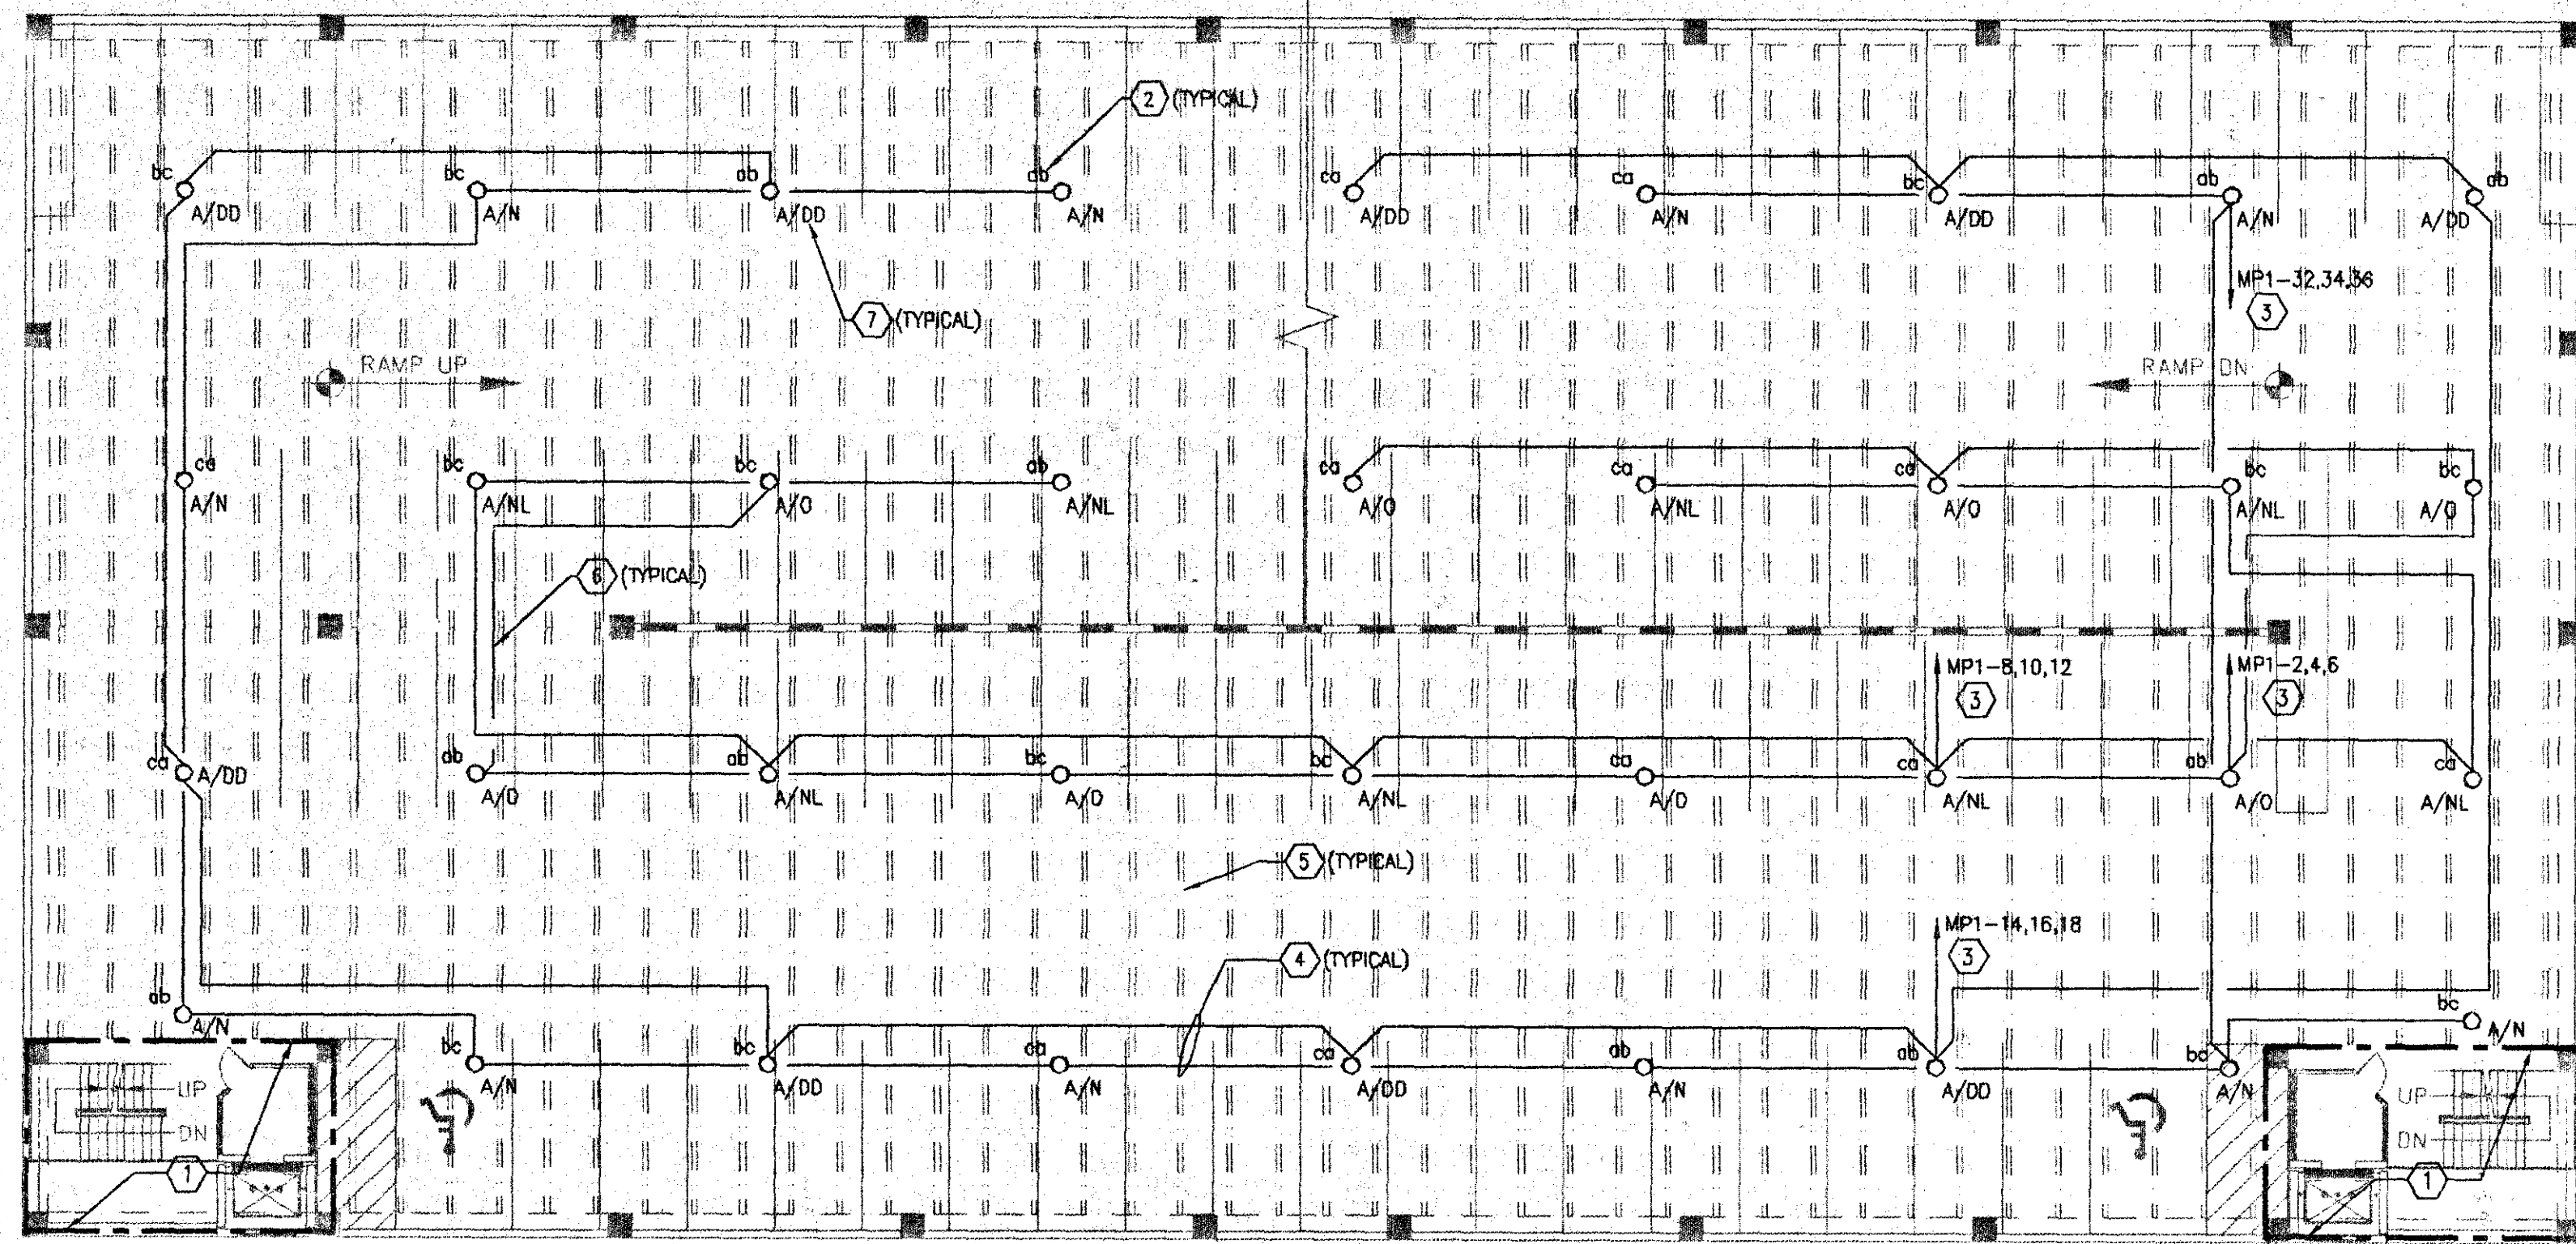 2 (TYPICAL)
bc bc ab ab ca ca bc ab ab
A/DD A/N A/DD A/N A/DD A/N A/DD A/N A/DD
MP1-32,34,36
3
7 (TYPICAL)
RAMP UP RAMP DN
ca bc bc ab ca ca ca bc bc
A/N A/NL A/O A/NL A/O A/NL A/O A/NL A/O
6 (TYPICAL)
MP1-8,10,12 MP1-2,4,6
3 3
ca ab ab bc bc ca ca ab ca
A/DD A/O A/NL A/O A/NL A/O A/NL A/O A/NL
5 (TYPICAL)
MP1-14,16,18
4 (TYPICAL) 3
ab bc
A/N A/N
bc bc ca ca ab ab bc
A/N A/DD A/N A/DD A/N A/DD A/N
UP UP
DN DN
1 1